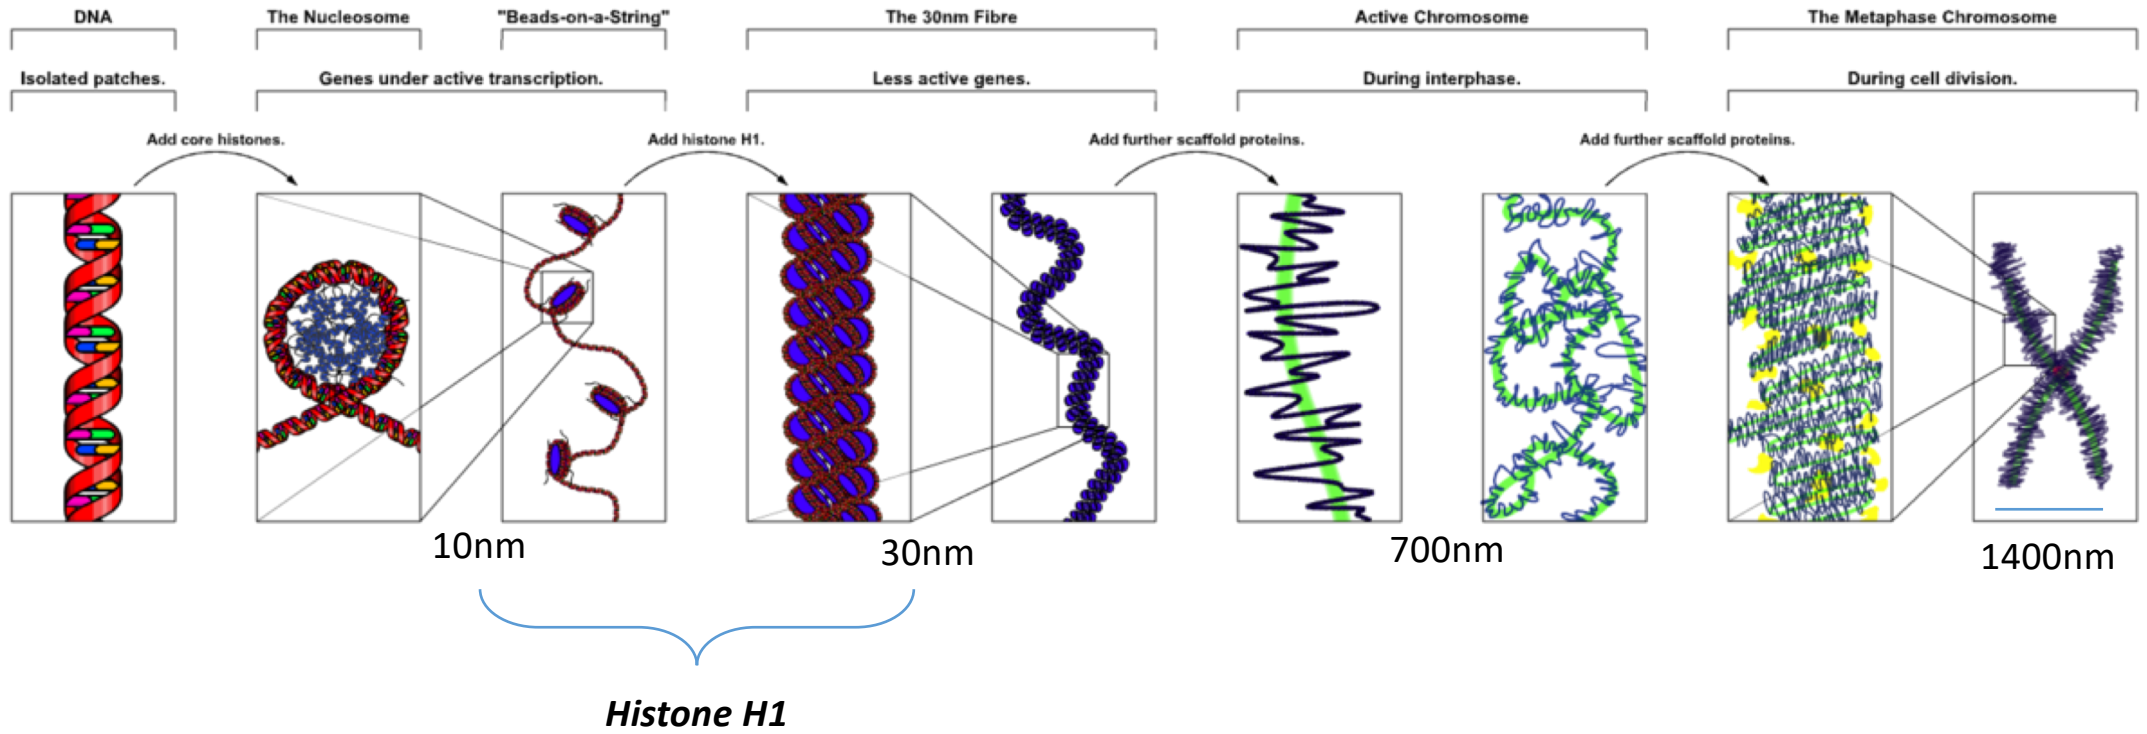 DNA
The Nucleosome
"Beads-on-a-String"
The 30nm Fibre
Active Chromosome
The Metaphase Chromosome
Isolated patches.
Genes under active transcription.
Less active genes.
During interphase.
During cell division.
Add core histones.
Add histone H1.
Add further scaffold proteins.
Add further scaffold proteins.
10nm
30nm
700nm
1400nm
Histone H1